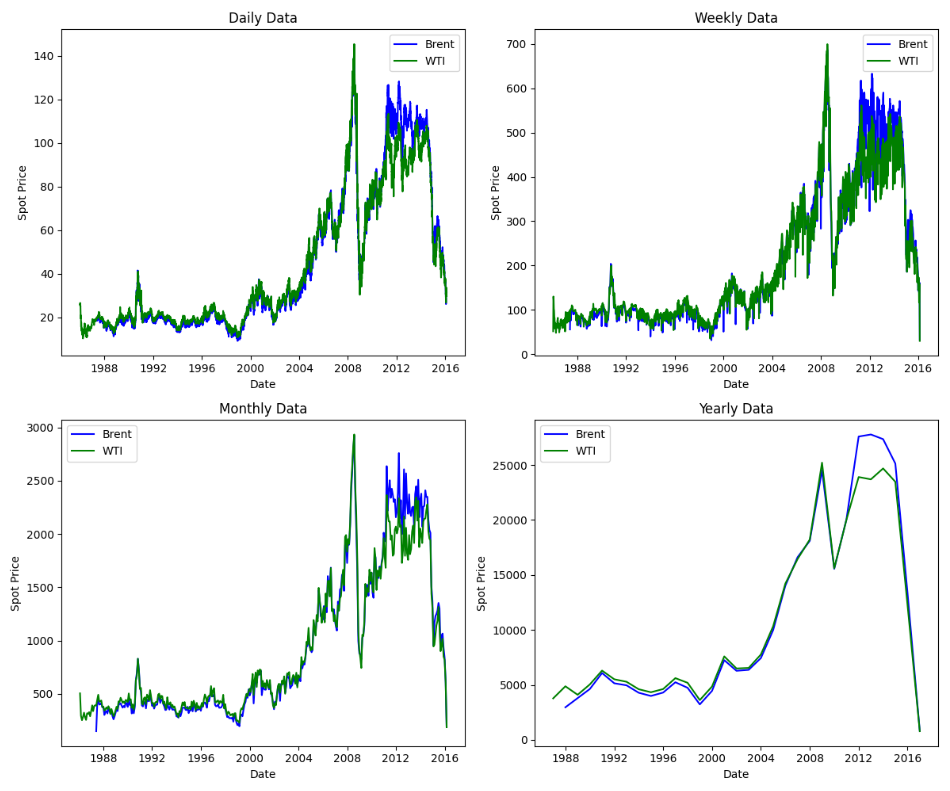 Daily Data
Brent
WTI
Spot Price
140
120
100
80
60
40
20
1988 1992 1996 2000 2004 2008 2012 2016
Date
Weekly Data
Brent
WTI
Spot Price
700
600
500
400
300
200
100
0
1988 1992 1996 2000 2004 2008 2012 2016
Date
Monthly Data
Brent
WTI
Spot Price
3000
2500
2000
1500
1000
500
1988 1992 1996 2000 2004 2008 2012 2016
Date
Yearly Data
Brent
WTI
Spot Price
25000
20000
15000
10000
5000
0
1988 1992 1996 2000 2004 2008 2012 2016
Date